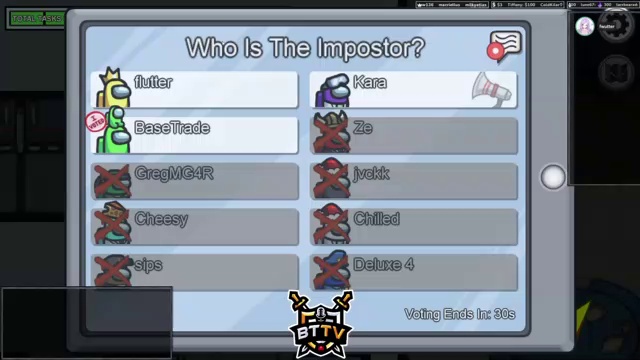 TOTAL TASKS
Who Is The Impostor?
flutter
Kara
I VOTED
BaseTrade
Ze
GregMG4R
jvckk
Cheesy
Chilled
sips
Deluxe 4
Voting Ends In: 30s
BTTV